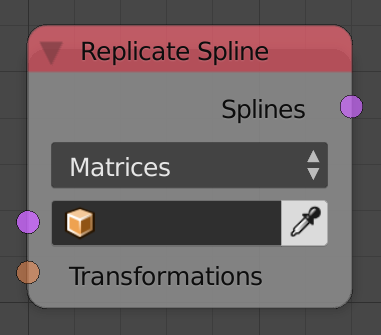 Replicate Spline
Splines
Matrices
Transformations